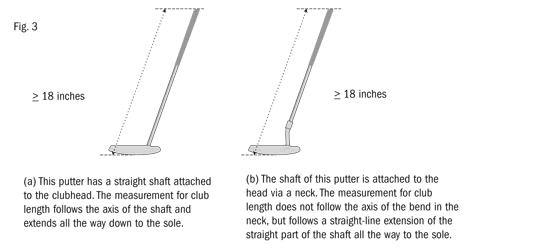 Fig. 3
≥ 18 inches
≥ 18 inches
(a) This putter has a straight shaft attached
to the clubhead. The measurement for club
length follows the axis of the shaft and
extends all the way down to the sole.
(b) The shaft of this putter is attached to the
head via a neck. The measurement for club
length does not follow the axis of the bend in the
neck, but follows a straight-line extension of the
straight part of the shaft all the way to the sole.